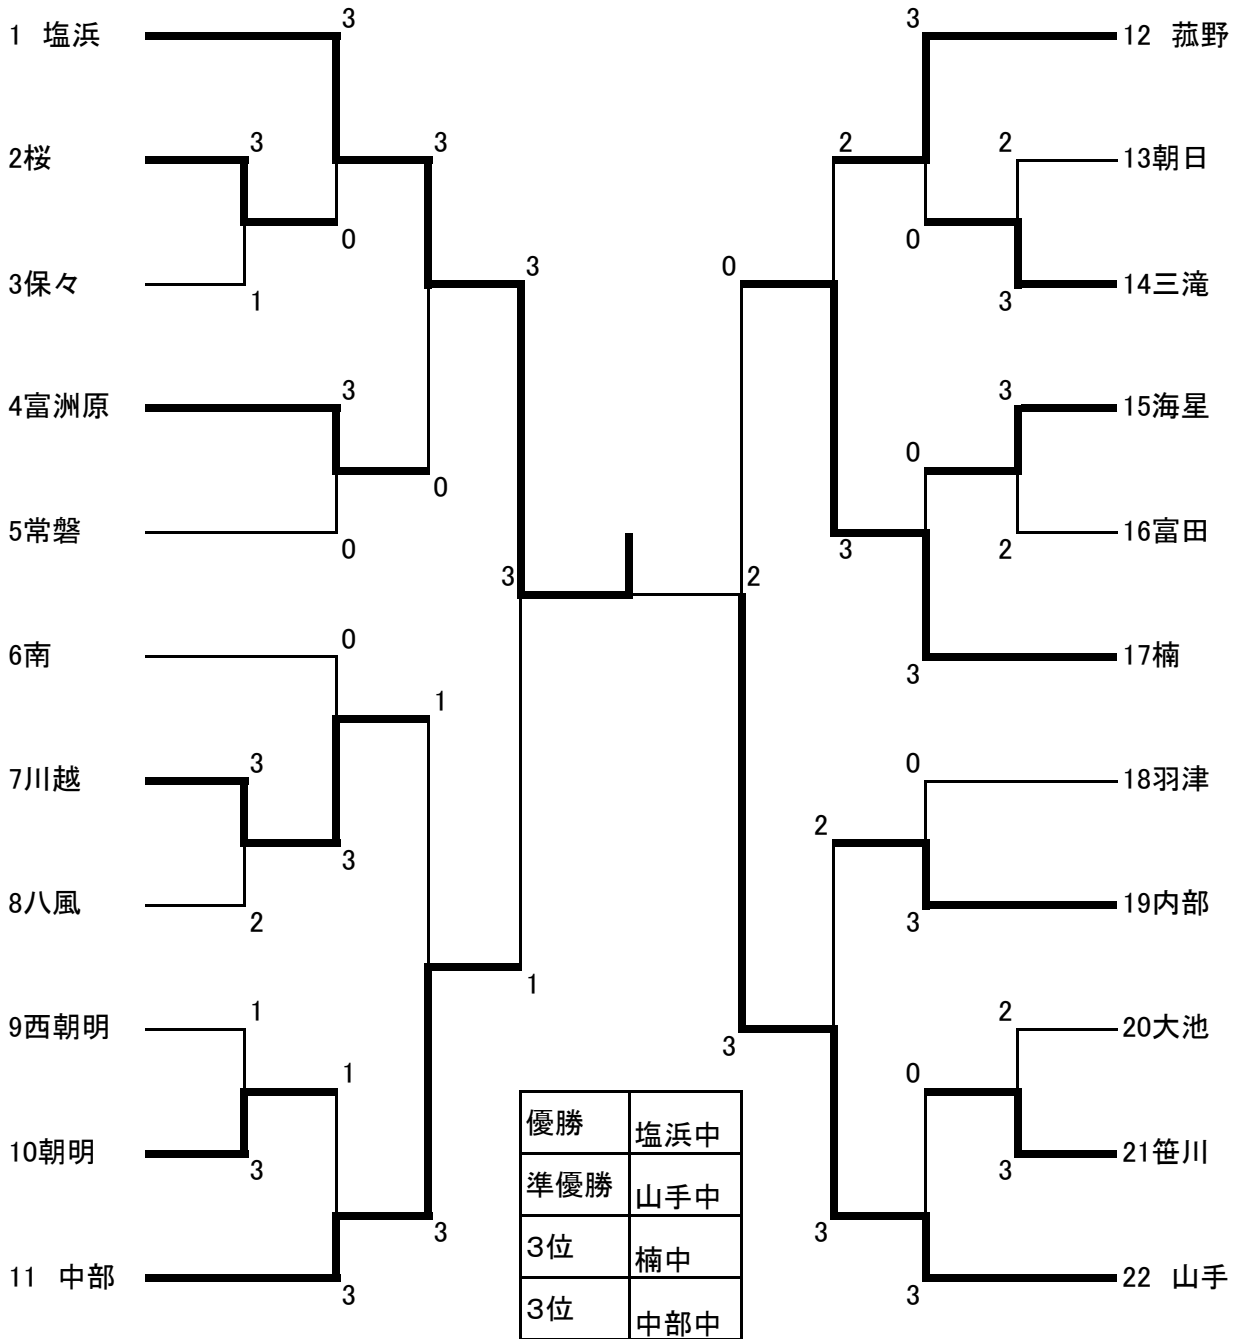 1 塩浜
3
2桜
3
3
0
3保々
1
3
4富洲原
3
0
5常磐
0
3
6南
0
1
7川越
3
3
8八風
2
1
9西朝明
1
1
10朝明
3
3
11 中部
3
3
12 菰野
2
2
13朝日
0
0
14三滝
3
3
15海星
0
16富田
2
3
2
17楠
3
0
18羽津
2
19内部
3
3
2
20大池
0
21笹川
3
3
22 山手
3
優勝 塩浜中
準優勝 山手中
3位 楠中
3位 中部中